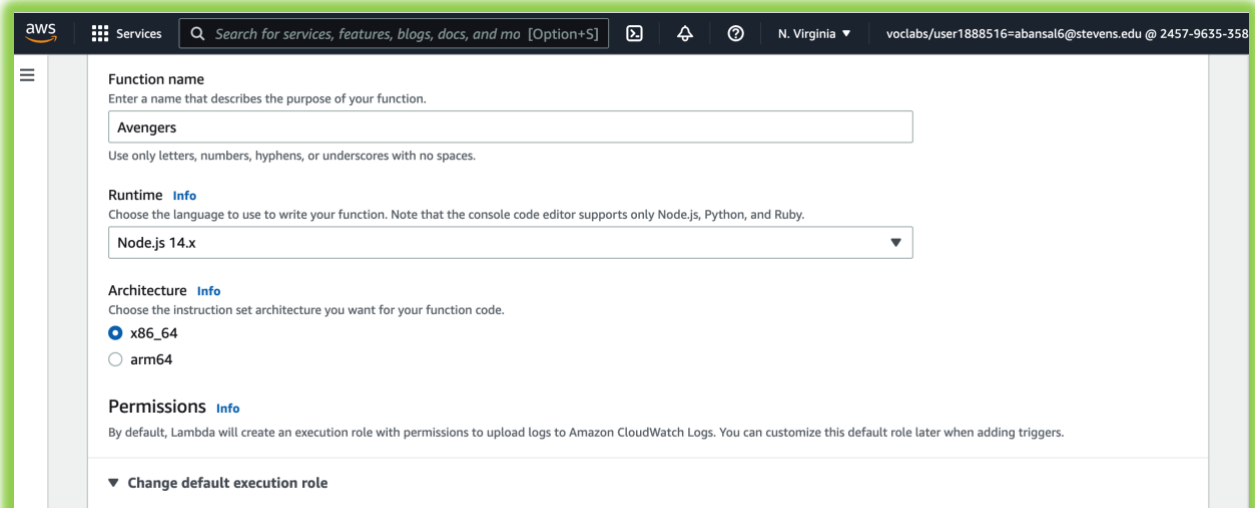 aws
Services
Search for services, features, blogs, docs, and mo [Option+S]
N. Virginia ▼
voclabs/user1888516=abansal6@stevens.edu @ 2457-9635-358
Function name
Enter a name that describes the purpose of your function.
Avengers
Use only letters, numbers, hyphens, or underscores with no spaces.
Runtime Info
Choose the language to use to write your function. Note that the console code editor supports only Node.js, Python, and Ruby.
Node.js 14.x
Architecture Info
Choose the instruction set architecture you want for your function code.
x86_64
arm64
Permissions Info
By default, Lambda will create an execution role with permissions to upload logs to Amazon CloudWatch Logs. You can customize this default role later when adding triggers.
▼ Change default execution role